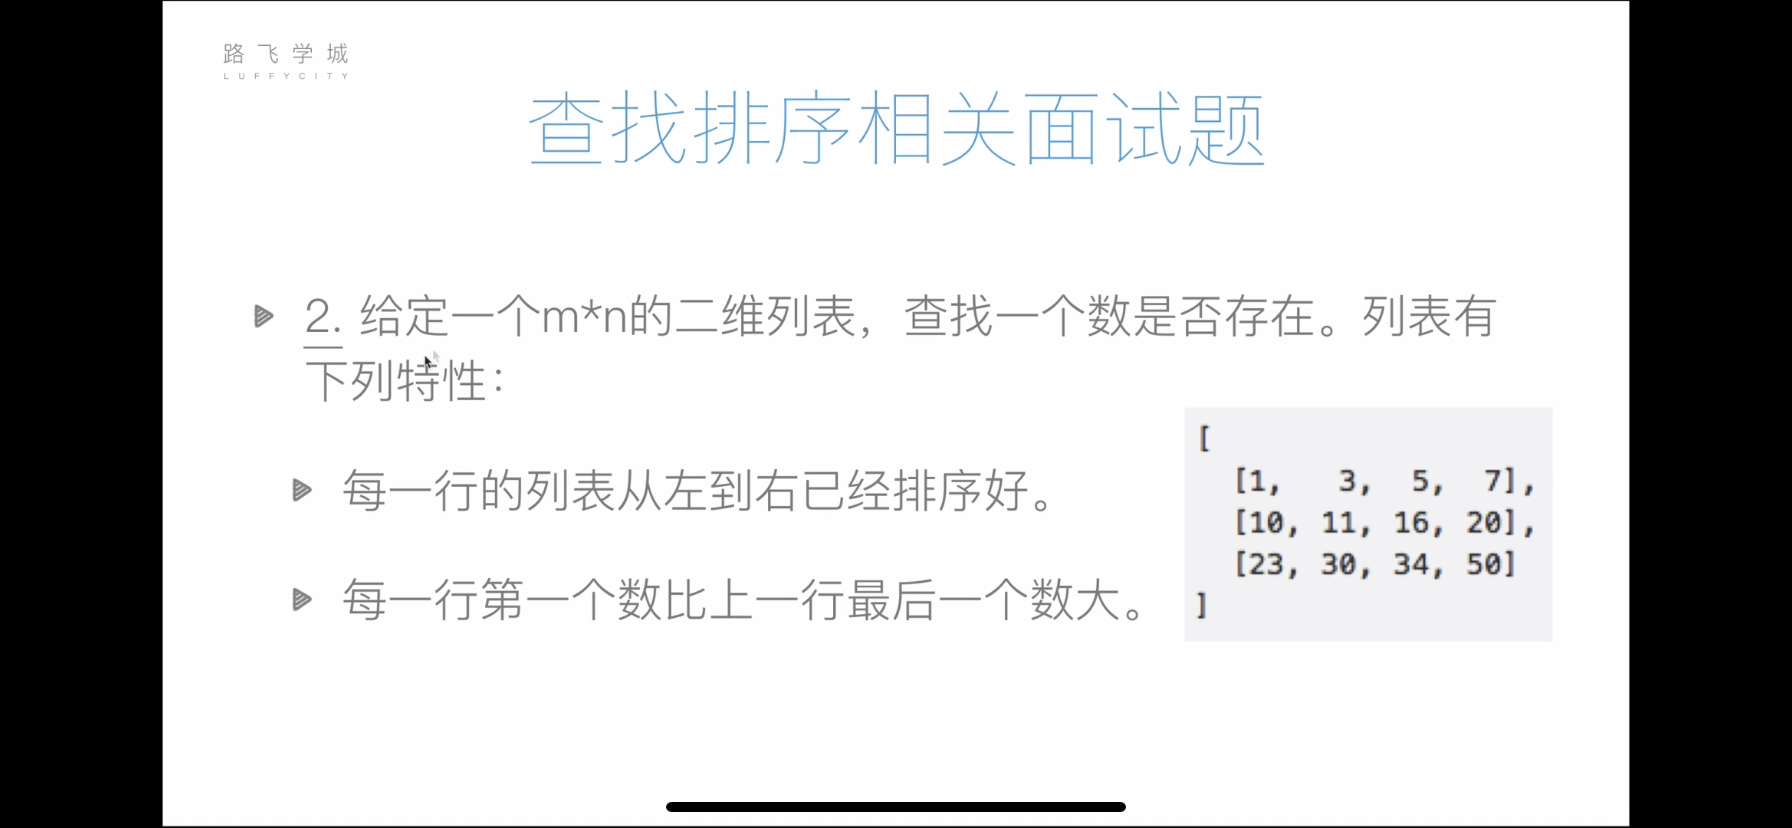 路飞学城
LUFFYCITY
查找排序相关面试题
2. 给定一个m*n的二维列表，查找一个数是否存在。列表有
下列特性：
每一行的列表从左到右已经排序好。
每一行第一个数比上一行最后一个数大。
[
[1, 3, 5, 7],
[10, 11, 16, 20],
[23, 30, 34, 50]
]